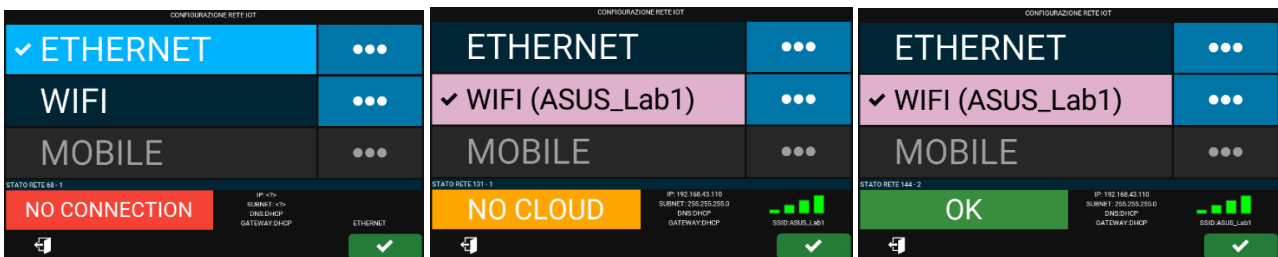 CONFIGURAZIONE RETE IOT
ETHERNET
WIFI
MOBILE
STATO RETE 68 - 1
NO CONNECTION
IP: <?>
SUBNET: <?>
DNS:DHCP
GATEWAY:DHCP
ETHERNET
CONFIGURAZIONE RETE IOT
ETHERNET
WIFI (ASUS_Lab1)
MOBILE
STATO RETE 131 - 1
NO CLOUD
IP: 192.168.43.110
SUBNET: 255.255.255.0
DNS:DHCP
GATEWAY:DHCP
SSID:ASUS_Lab1
CONFIGURAZIONE RETE IOT
ETHERNET
WIFI (ASUS_Lab1)
MOBILE
STATO RETE 144 - 2
OK
IP: 192.168.43.110
SUBNET: 255.255.255.0
DNS:DHCP
GATEWAY:DHCP
SSID:ASUS_Lab1